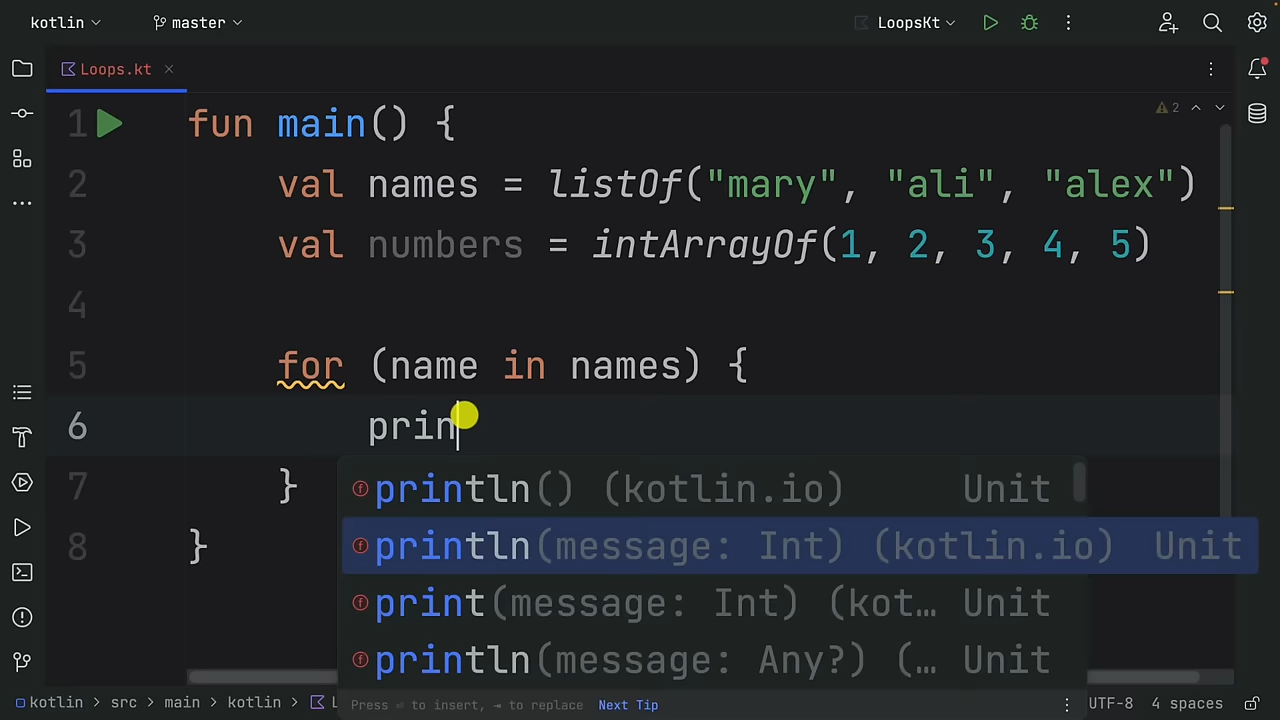 kotlin master LoopsKt
Loops.kt
1 fun main() {
2 val names = listOf("mary", "ali", "alex")
3 val numbers = intArrayOf(1, 2, 3, 4, 5)
4
5 for (name in names) {
6 prin
7 }
8 }
2
println() (kotlin.io) Unit
println(message: Int) (kotlin.io) Unit
print(message: Int) (kot… Unit
println(message: Any?) (… Unit
Press ⏎ to insert, ⇥ to replace Next Tip
kotlin > src > main > kotlin > L UTF-8 4 spaces